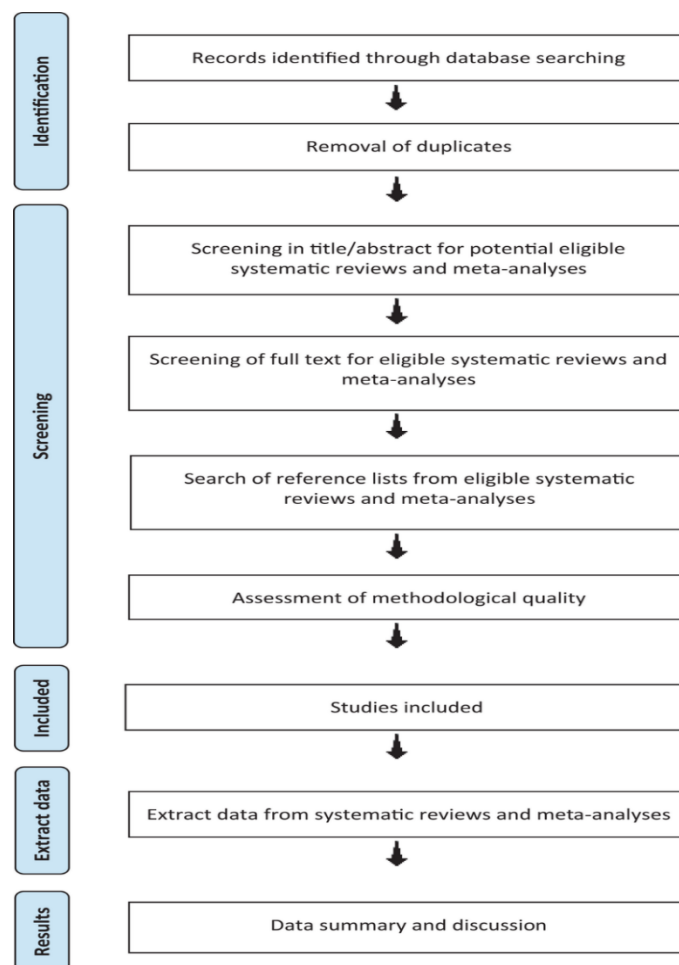 Identification
Records identified through database searching
Removal of duplicates
Screening
Screening in title/abstract for potential eligible
systematic reviews and meta-analyses
Screening of full text for eligible systematic reviews and
meta-analyses
Search of reference lists from eligible systematic
reviews and meta-analyses
Assessment of methodological quality
Included
Studies included
Extract data
Extract data from systematic reviews and meta-analyses
Results
Data summary and discussion